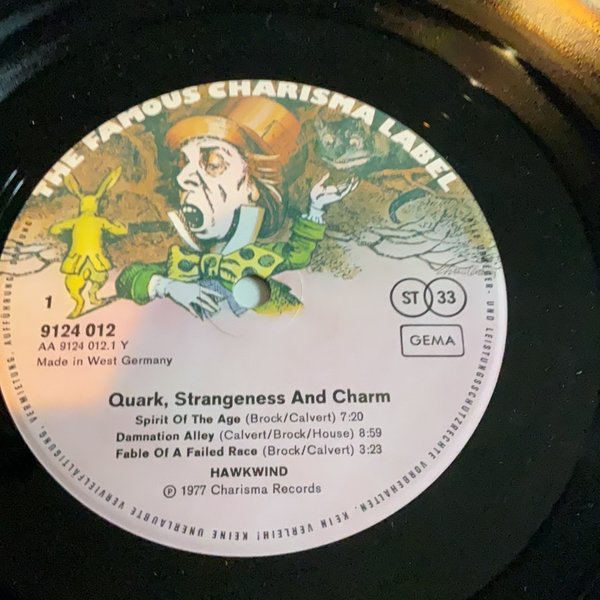 THE FAMOUS CHARISMA LABEL
1
ST 33
9124 012
GEMA
AA 9124 012.1 Y
Made in West Germany
Quark, Strangeness And Charm
Spirit Of The Age (Brock/Calvert) 7:20
Damnation Alley (Calvert/Brock/House) 8:59
Fable Of A Failed Race (Brock/Calvert) 3:23
HAWKWIND
℗ 1977 Charisma Records
UND LEISTUNGSSCHUTZRECHTE VORBEHALTEN. KEIN VERLEIH! KEINE UNERLAUBTE VERVIELFÄLTIGUNG, VERMIETUNG, AUFFÜHRUNG,